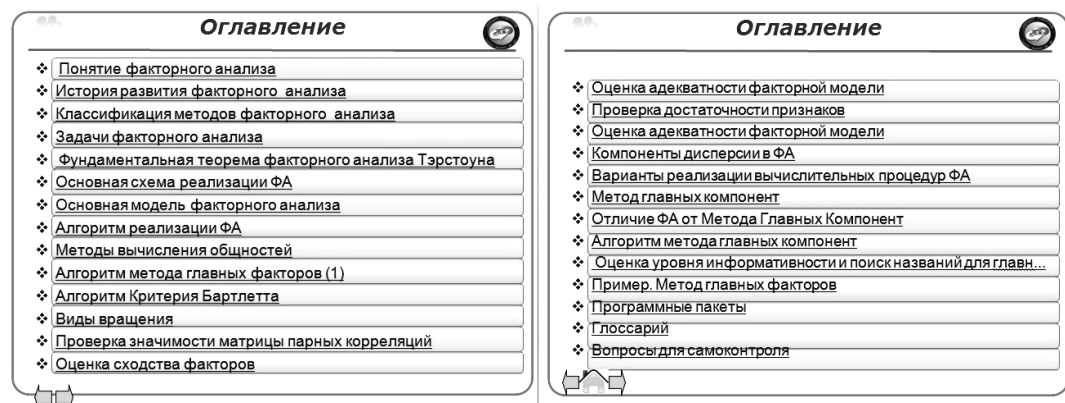 Оглавление
Понятие факторного анализа
История развития факторного анализа
Классификация методов факторного анализа
Задачи факторного анализа
Фундаментальная теорема факторного анализа Тэрстоуна
Основная схема реализации ФА
Основная модель факторного анализа
Алгоритм реализации ФА
Методы вычисления общностей
Алгоритм метода главных факторов (1)
Алгоритм Критерия Бартлетта
Виды вращения
Проверка значимости матрицы парных корреляций
Оценка сходства факторов
Оглавление
Оценка адекватности факторной модели
Проверка достаточности признаков
Оценка адекватности факторной модели
Компоненты дисперсии в ФА
Варианты реализации вычислительных процедур ФА
Метод главных компонент
Отличие ФА от Метода Главных Компонент
Алгоритм метода главных компонент
Оценка уровня информативности и поиск названий для главн...
Пример. Метод главных факторов
Программные пакеты
Глоссарий
Вопросы для самоконтроля